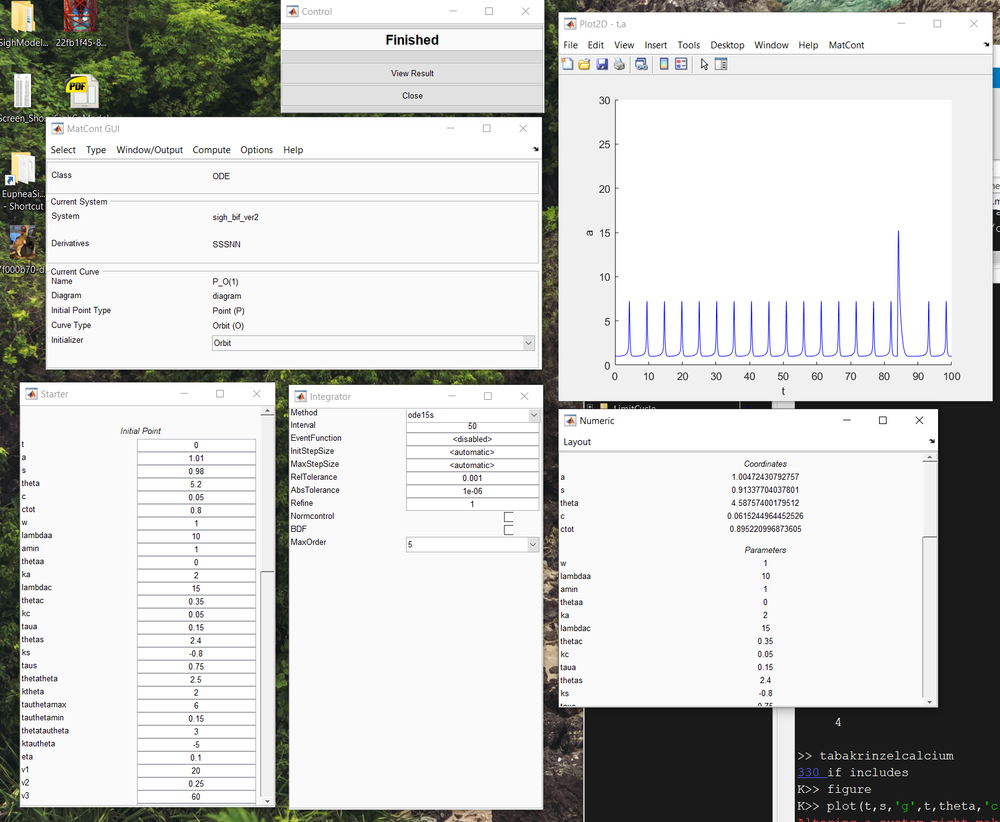 SighModel...
22fb1f45-8...
PDF
Screen_Sho...
EupneaSi...
- Shortcut
7f000b70-d
Control
Finished
View Result
Close
MatCont GUI
Select Type Window/Output Compute Options Help
Class ODE
Current System
System sigh_bif_ver2
Derivatives SSSNN
Current Curve
Name P_O(1)
Diagram diagram
Initial Point Type Point (P)
Curve Type Orbit (O)
Initializer Orbit
Starter
Initial Point
t 0
a 1.01
s 0.98
theta 5.2
c 0.05
ctot 0.8
w 1
lambdaa 10
amin 1
thetaa 0
ka 2
lambdac 15
thetac 0.35
kc 0.05
taua 0.15
thetas 2.4
ks -0.8
taus 0.75
thetatheta 2.5
ktheta 2
tauthetamax 6
tauthetamin 0.15
thetatautheta 3
ktautheta -5
eta 0.1
v1 20
v2 0.25
v3 60
Integrator
Method ode15s
Interval 50
EventFunction <disabled>
InitStepSize <automatic>
MaxStepSize <automatic>
RelTolerance 0.001
AbsTolerance 1e-06
Refine 1
Normcontrol
BDF
MaxOrder 5
Plot2D - t,a
File Edit View Insert Tools Desktop Window Help MatCont
30
25
20
15
10
5
0
a
0 10 20 30 40 50 60 70 80 90 100
t
LimitCycle
Numeric
Layout
Coordinates
a 1.00472430792757
s 0.91337704037801
theta 4.58757400179512
c 0.0615244964452526
ctot 0.895220996873605
Parameters
w 1
lambdaa 10
amin 1
thetaa 0
ka 2
lambdac 15
thetac 0.35
kc 0.05
taua 0.15
thetas 2.4
ks -0.8
taus 0.75
4
>> tabakrinzelcalcium
330 if includes
K>> figure
K>> plot(t,s,'g',t,theta,'c
Altering a system might mak